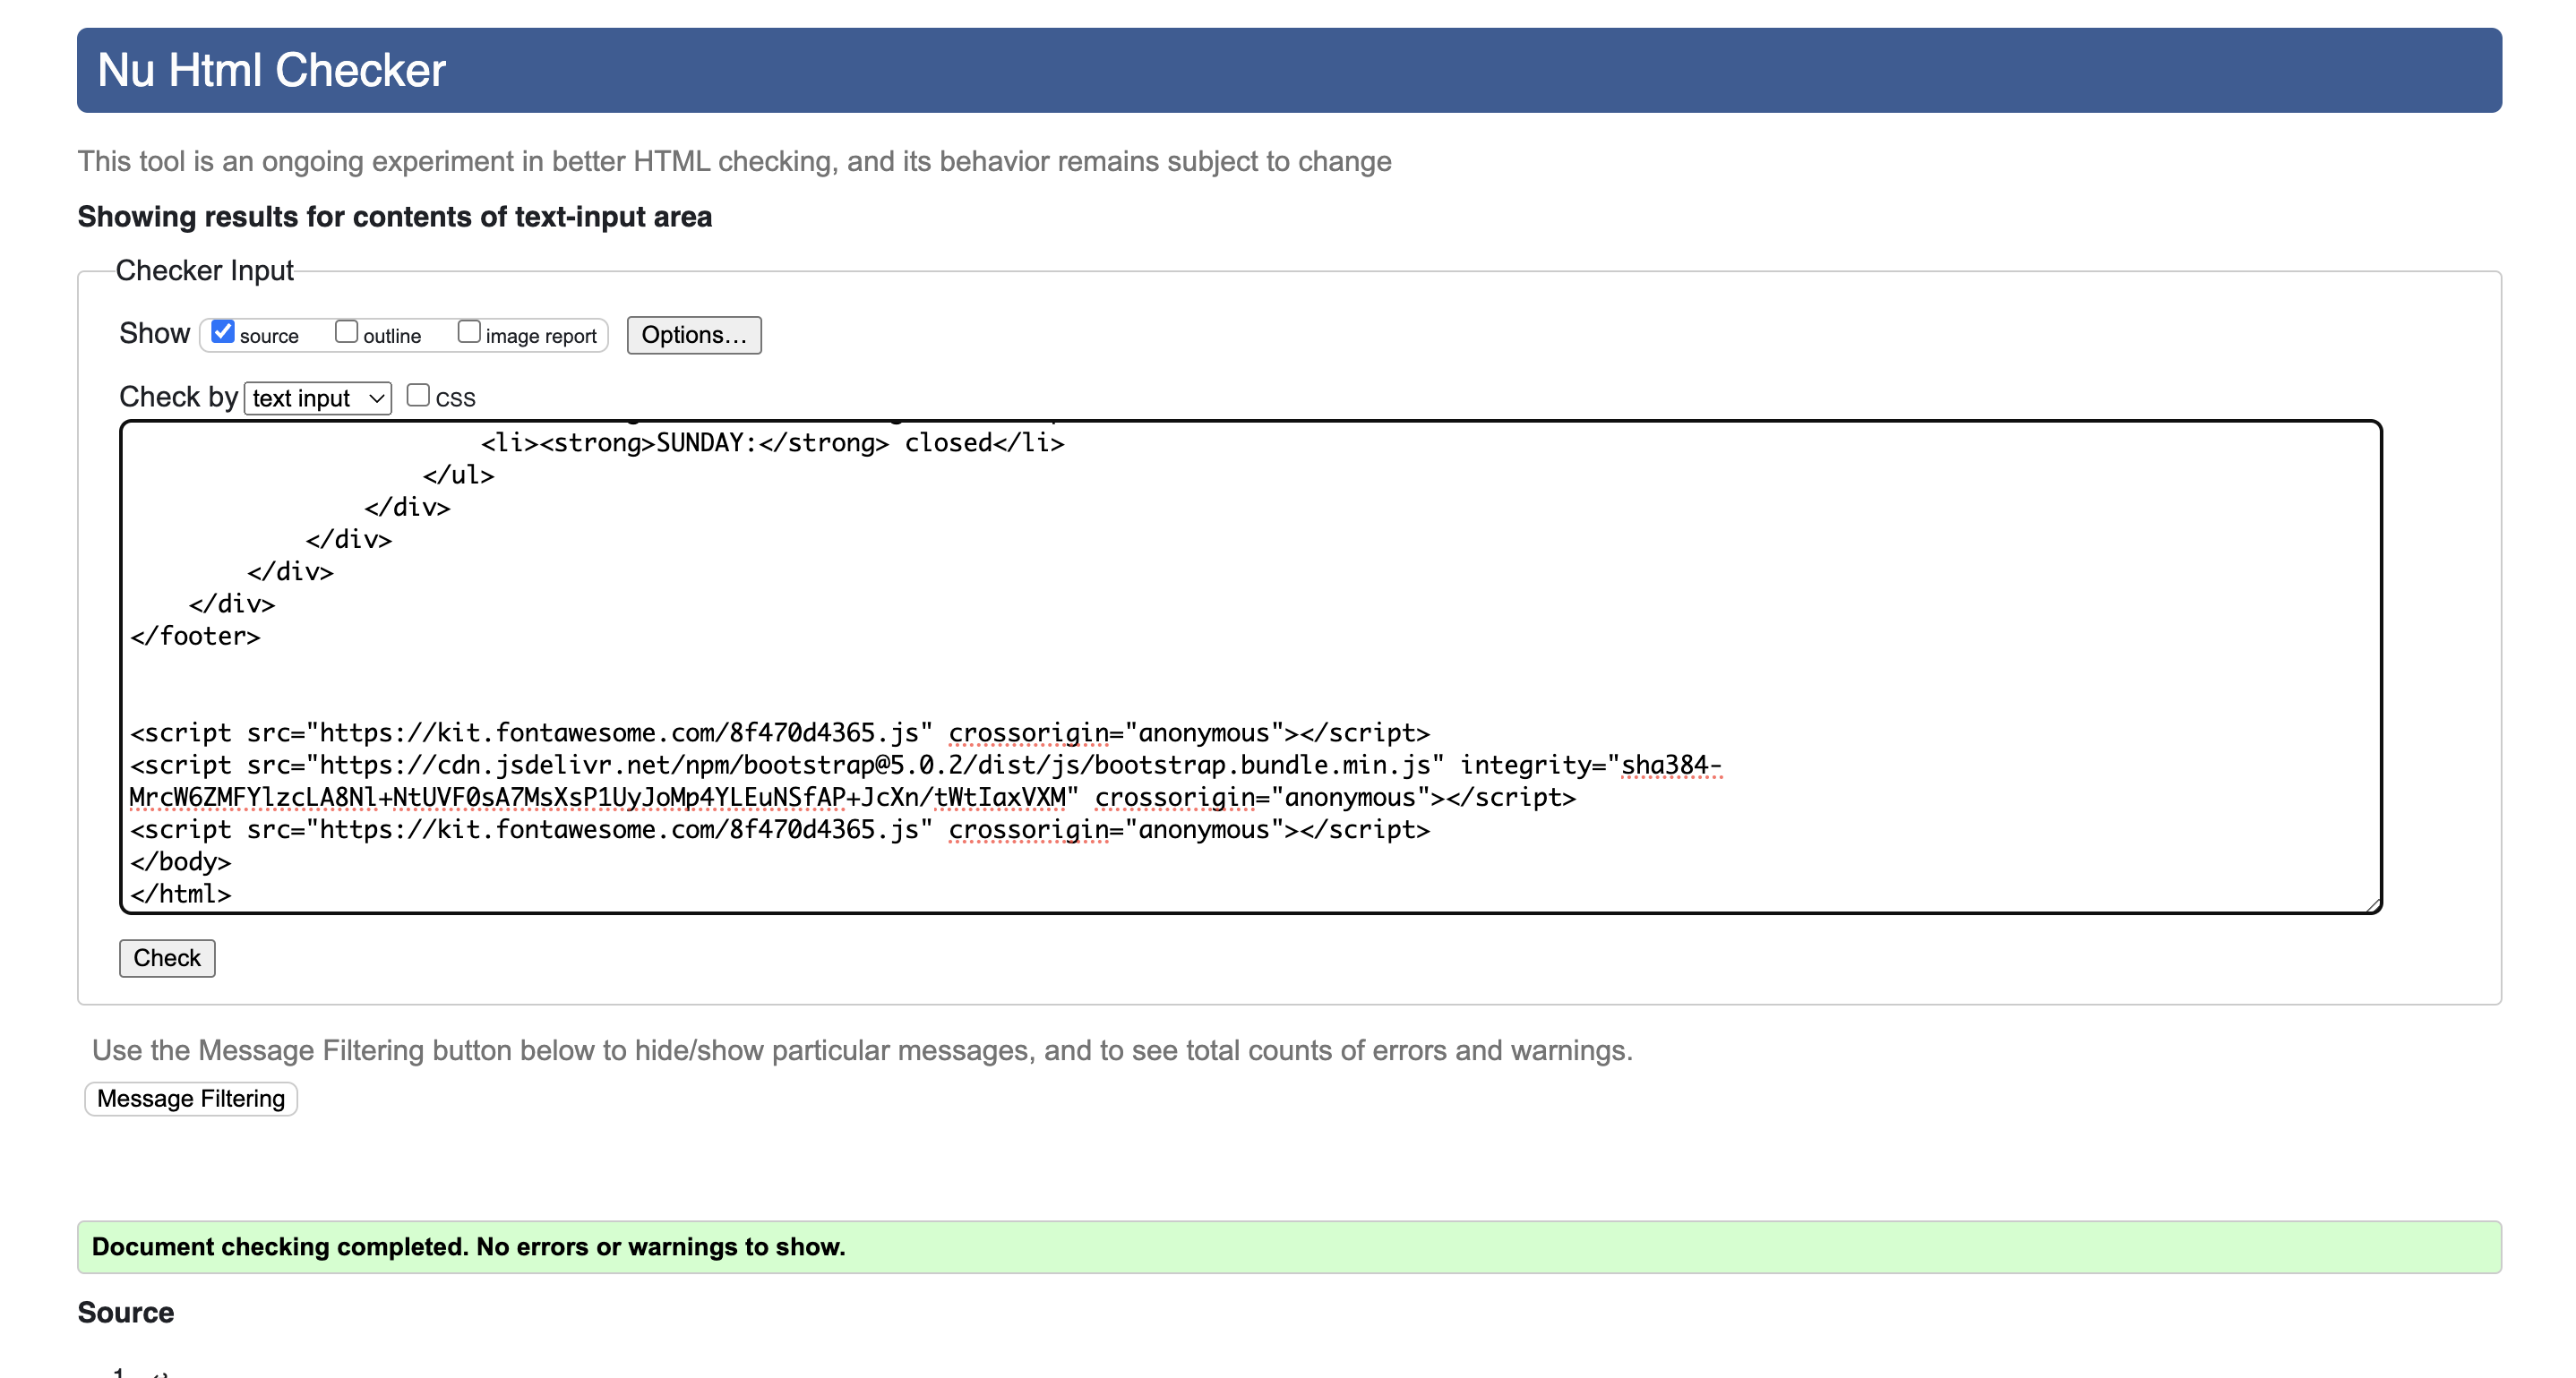 Nu Html Checker
This tool is an ongoing experiment in better HTML checking, and its behavior remains subject to change
Showing results for contents of text-input area
Checker Input
Show source outline image report Options...
Check by text input CSS
<li><strong>SUNDAY:</strong> closed</li>
</ul>
</div>
</div>
</div>
</div>
</footer>
<script src="https://kit.fontawesome.com/8f470d4365.js" crossorigin="anonymous"></script>
<script src="https://cdn.jsdelivr.net/npm/bootstrap@5.0.2/dist/js/bootstrap.bundle.min.js" integrity="sha384-
MrcW6ZMFYlzcLA8Nl+NtUVF0sA7MsXsP1UyJoMp4YLEuNSfAP+JcXn/tWtIaxVXM" crossorigin="anonymous"></script>
<script src="https://kit.fontawesome.com/8f470d4365.js" crossorigin="anonymous"></script>
</body>
</html>
Check
Use the Message Filtering button below to hide/show particular messages, and to see total counts of errors and warnings.
Message Filtering
Document checking completed. No errors or warnings to show.
Source